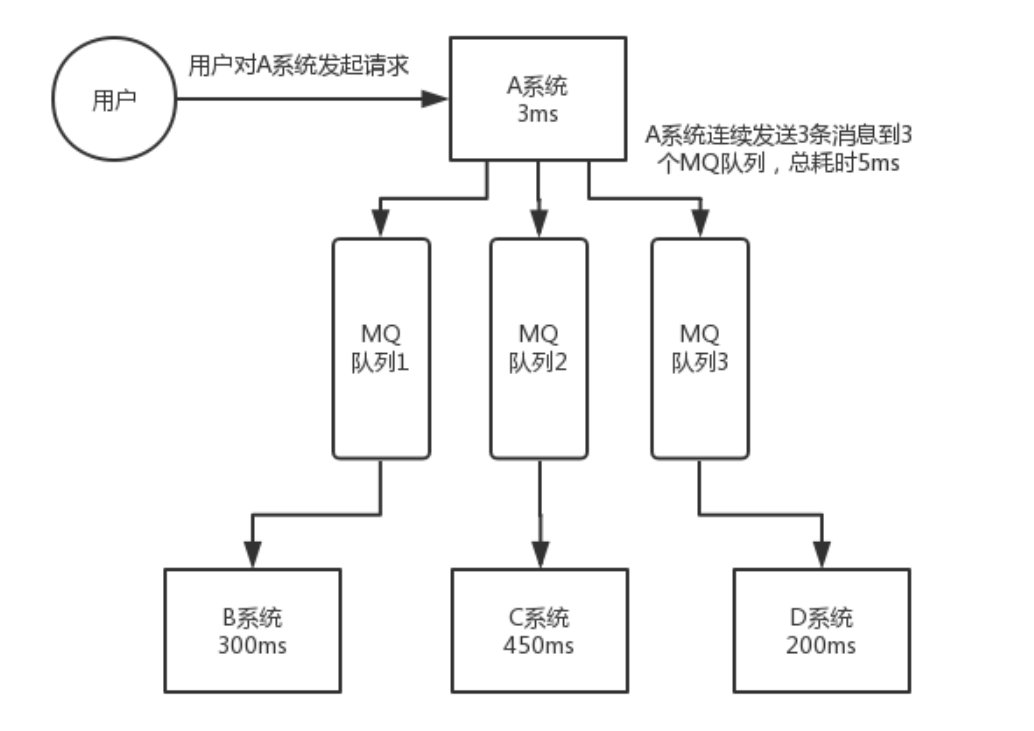 用户对A系统发起请求
用户
A系统
3ms
A系统连续发送3条消息到3
个MQ队列，总耗时5ms
MQ
队列1
MQ
队列2
MQ
队列3
B系统
300ms
C系统
450ms
D系统
200ms